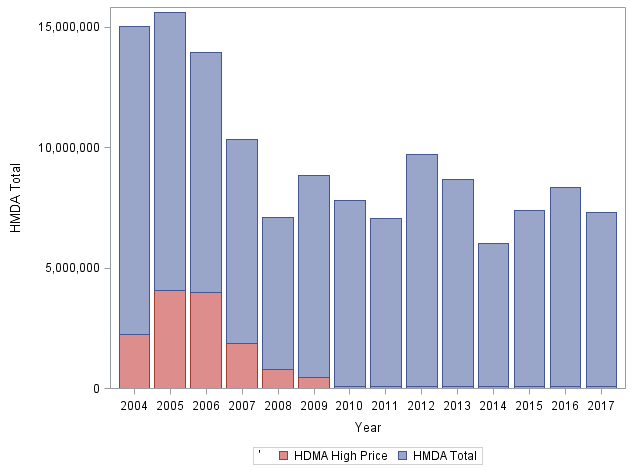 15,000,000
10,000,000
5,000,000
0
HMDA Total
2004 2005 2006 2007 2008 2009 2010 2011 2012 2013 2014 2015 2016 2017
Year
' HDMA High Price HMDA Total